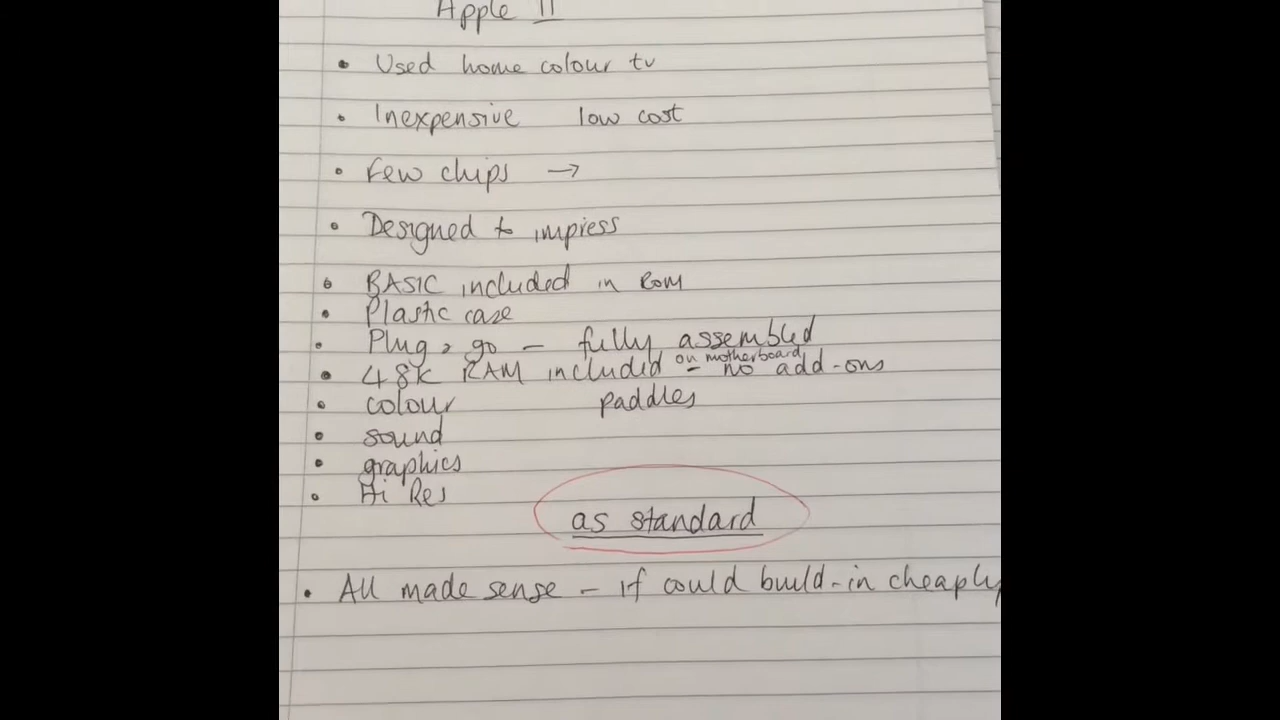 Apple II
• Used home colour tv
• Inexpensive low cost
• Few chips →
• Designed to impress
• BASIC included in ROM
• Plastic case
• Plug 2 go – fully assembled
• 48K RAM included on motherboard – no add-ons
• colour paddles
• sound
• graphics
• Hi Res
as standard
• All made sense – if could build-in cheaply